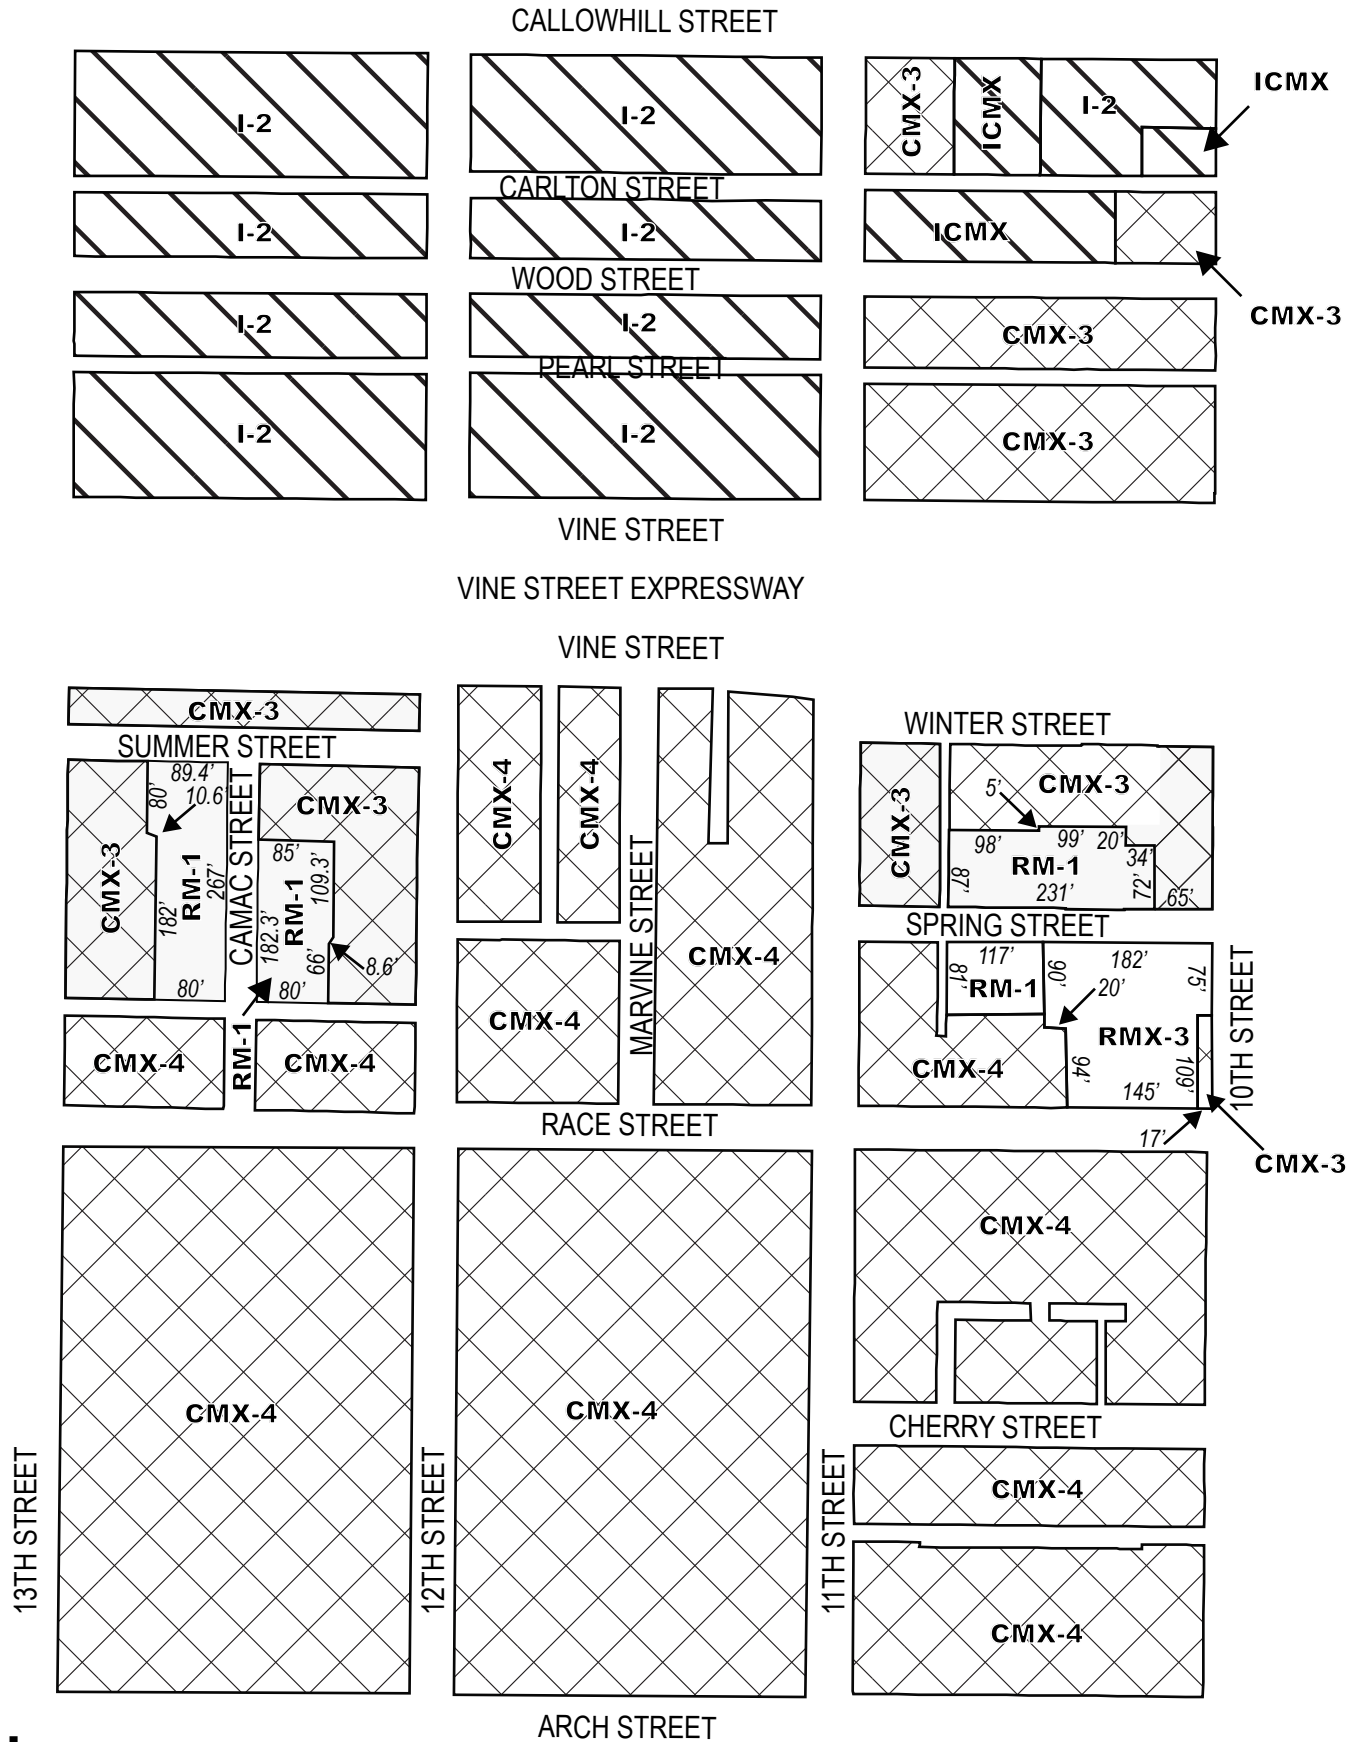 CALLOWHILL STREET
I-2
I-2
CMX-3
ICMX
I-2
ICMX
CARLTON STREET
I-2
I-2
ICMX
CMX-3
WOOD STREET
I-2
I-2
CMX-3
PEARL STREET
I-2
I-2
CMX-3
VINE STREET
VINE STREET EXPRESSWAY
VINE STREET
CMX-3
SUMMER STREET
CMX-3
80'
89.4'
10.6'
RM-1
182'
267'
80'
CAMAC STREET
CMX-3
85'
109.3'
RM-1
182.3'
66'
8.6'
80'
RM-1
CMX-4
CMX-4
CMX-4
CMX-4
CMX-4
MARVINE STREET
CMX-4
WINTER STREET
CMX-3
CMX-3
5'
98'
99'
20'
34'
87'
RM-1
231'
72'
65'
SPRING STREET
117'
81'
RM-1
90'
182'
75'
20'
RMX-3
CMX-4
94'
109'
145'
17'
CMX-3
10TH STREET
RACE STREET
CMX-4
CMX-4
CMX-4
CHERRY STREET
CMX-4
CMX-4
13TH STREET
12TH STREET
11TH STREET
ARCH STREET